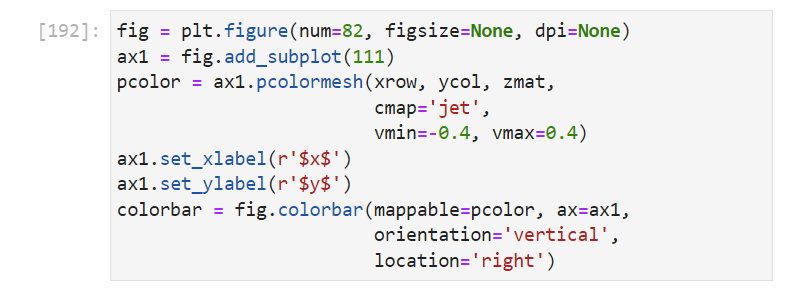 [192]: fig = plt.figure(num=82, figsize=None, dpi=None)
ax1 = fig.add_subplot(111)
pcolor = ax1.pcolormesh(xrow, ycol, zmat,
                        cmap='jet',
                        vmin=-0.4, vmax=0.4)
ax1.set_xlabel(r'$x$')
ax1.set_ylabel(r'$y$')
colorbar = fig.colorbar(mappable=pcolor, ax=ax1,
                        orientation='vertical',
                        location='right')